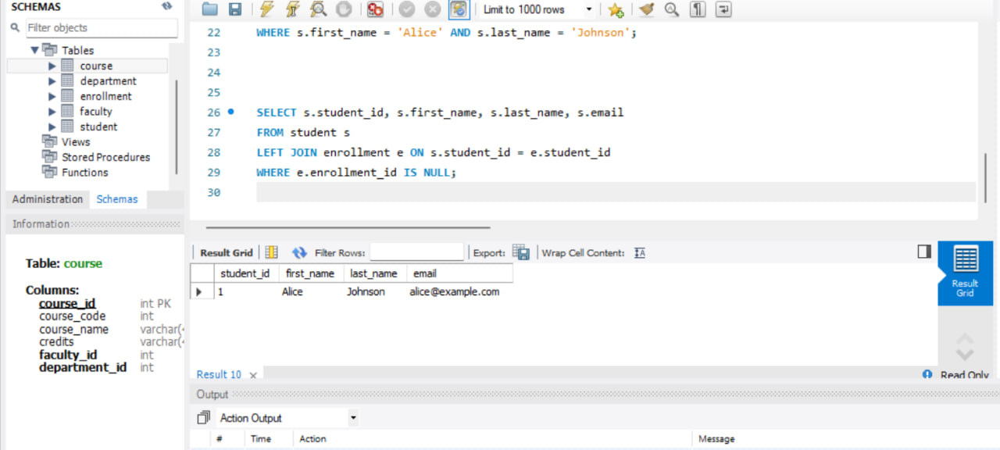 SCHEMAS
Filter objects
Tables
course
department
enrollment
faculty
student
Views
Stored Procedures
Functions
Administration Schemas
Information
Table: course
Columns:
course_id int PK
course_code int
course_name varchar(4
credits varchar(4
faculty_id int
department_id int
Limit to 1000 rows
22 WHERE s.first_name = 'Alice' AND s.last_name = 'Johnson';
23
24
25
26 SELECT s.student_id, s.first_name, s.last_name, s.email
27 FROM student s
28 LEFT JOIN enrollment e ON s.student_id = e.student_id
29 WHERE e.enrollment_id IS NULL;
30
Result Grid Filter Rows: Export: Wrap Cell Content:
student_id first_name last_name email
1 Alice Johnson alice@example.com
Result
Grid
Result 10
Read Only
Output
Action Output
# Time Action Message